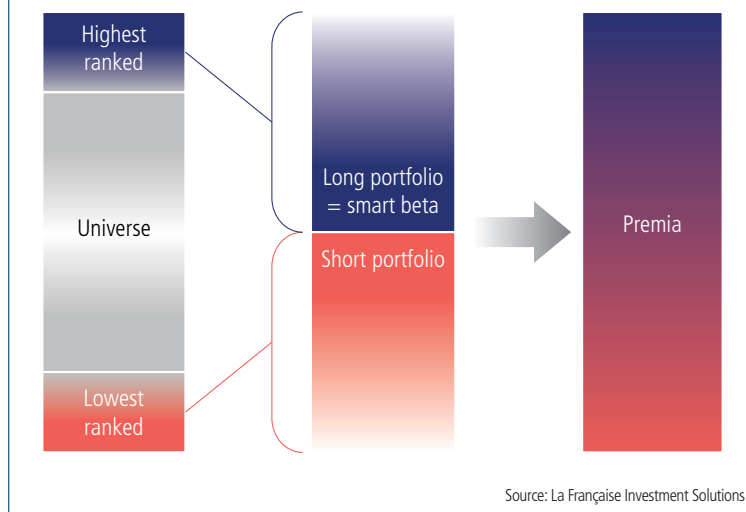 Highest
ranked
Universe
Lowest
ranked
Long portfolio
= smart beta
Short portfolio
Premia
Source: La Française Investment Solutions